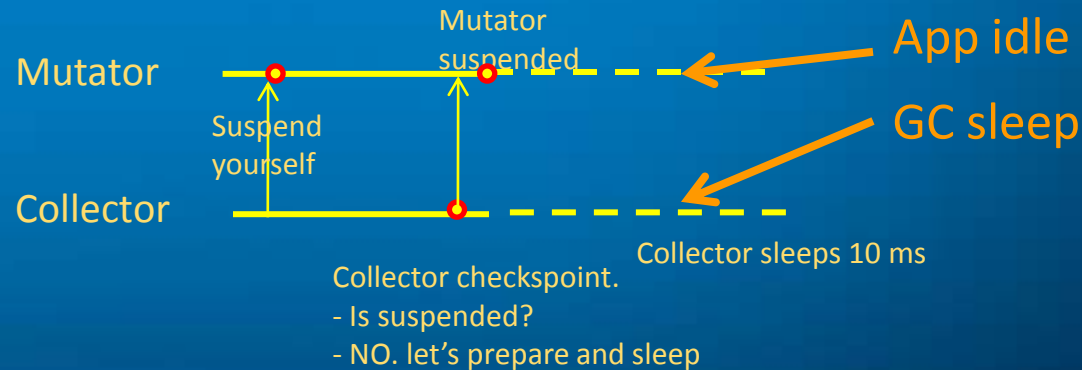 Mutator
suspended
App idle
Mutator
Suspend
yourself
GC sleep
Collector
Collector sleeps 10 ms
Collector checkspoint.
- Is suspended?
- NO. let's prepare and sleep